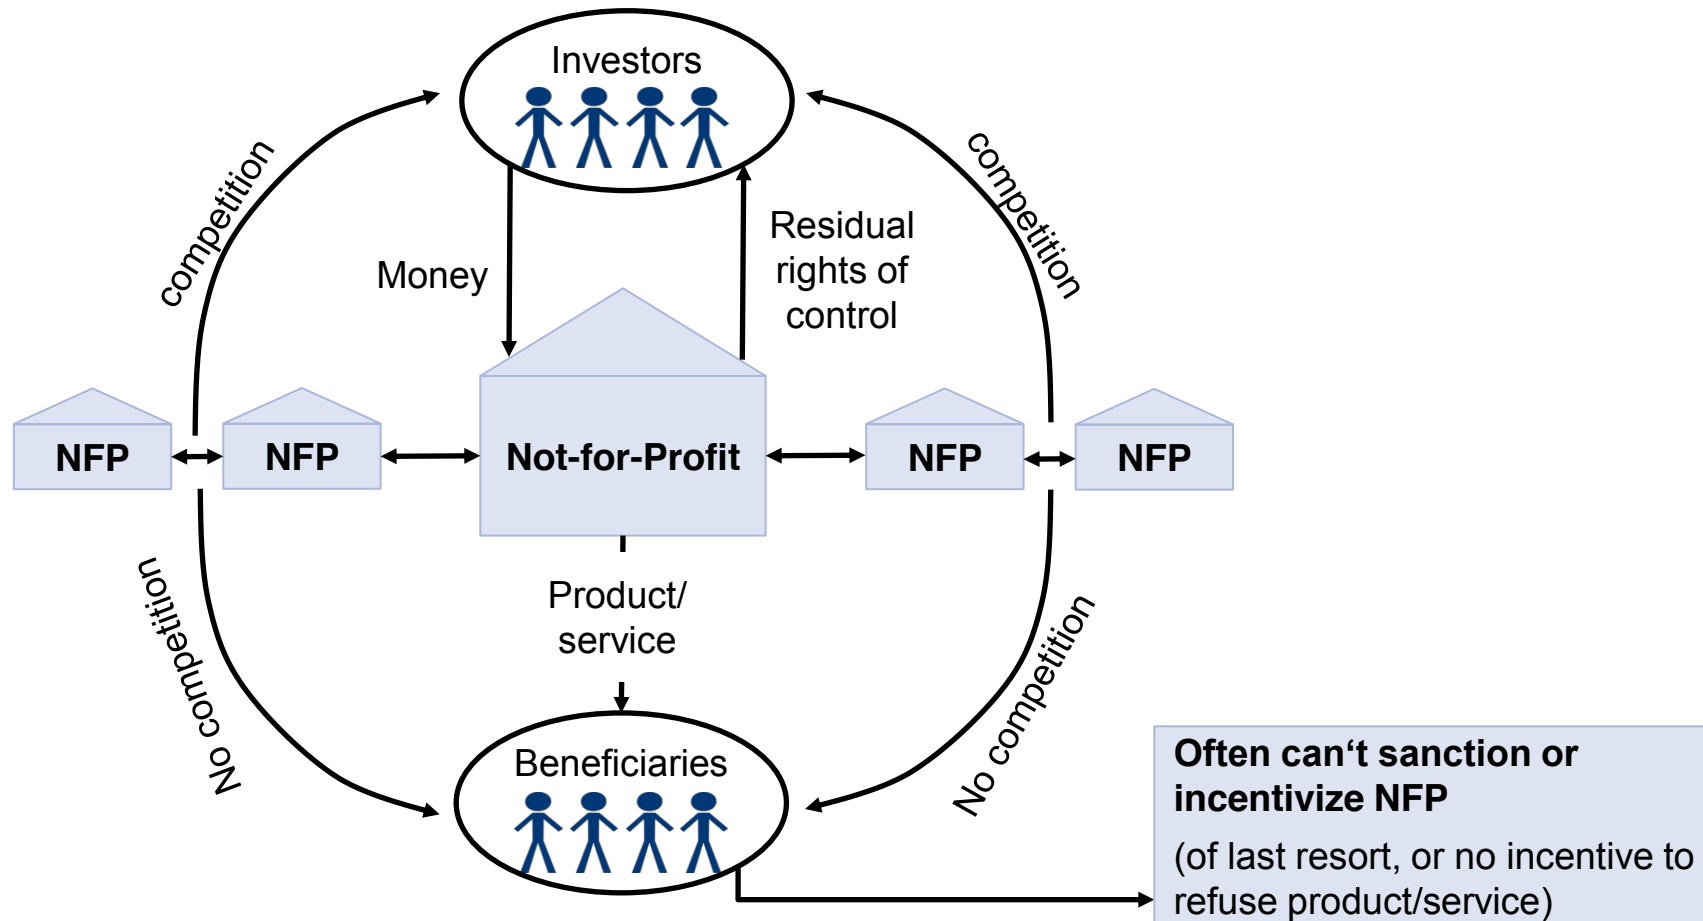 Investors
competition
competition
Money
Residual
rights of
control
NFP
NFP
Not-for-Profit
NFP
NFP
No competition
Product/
service
No competition
Beneficiaries
Often can‘t sanction or
incentivize NFP
(of last resort, or no incentive to
refuse product/service)